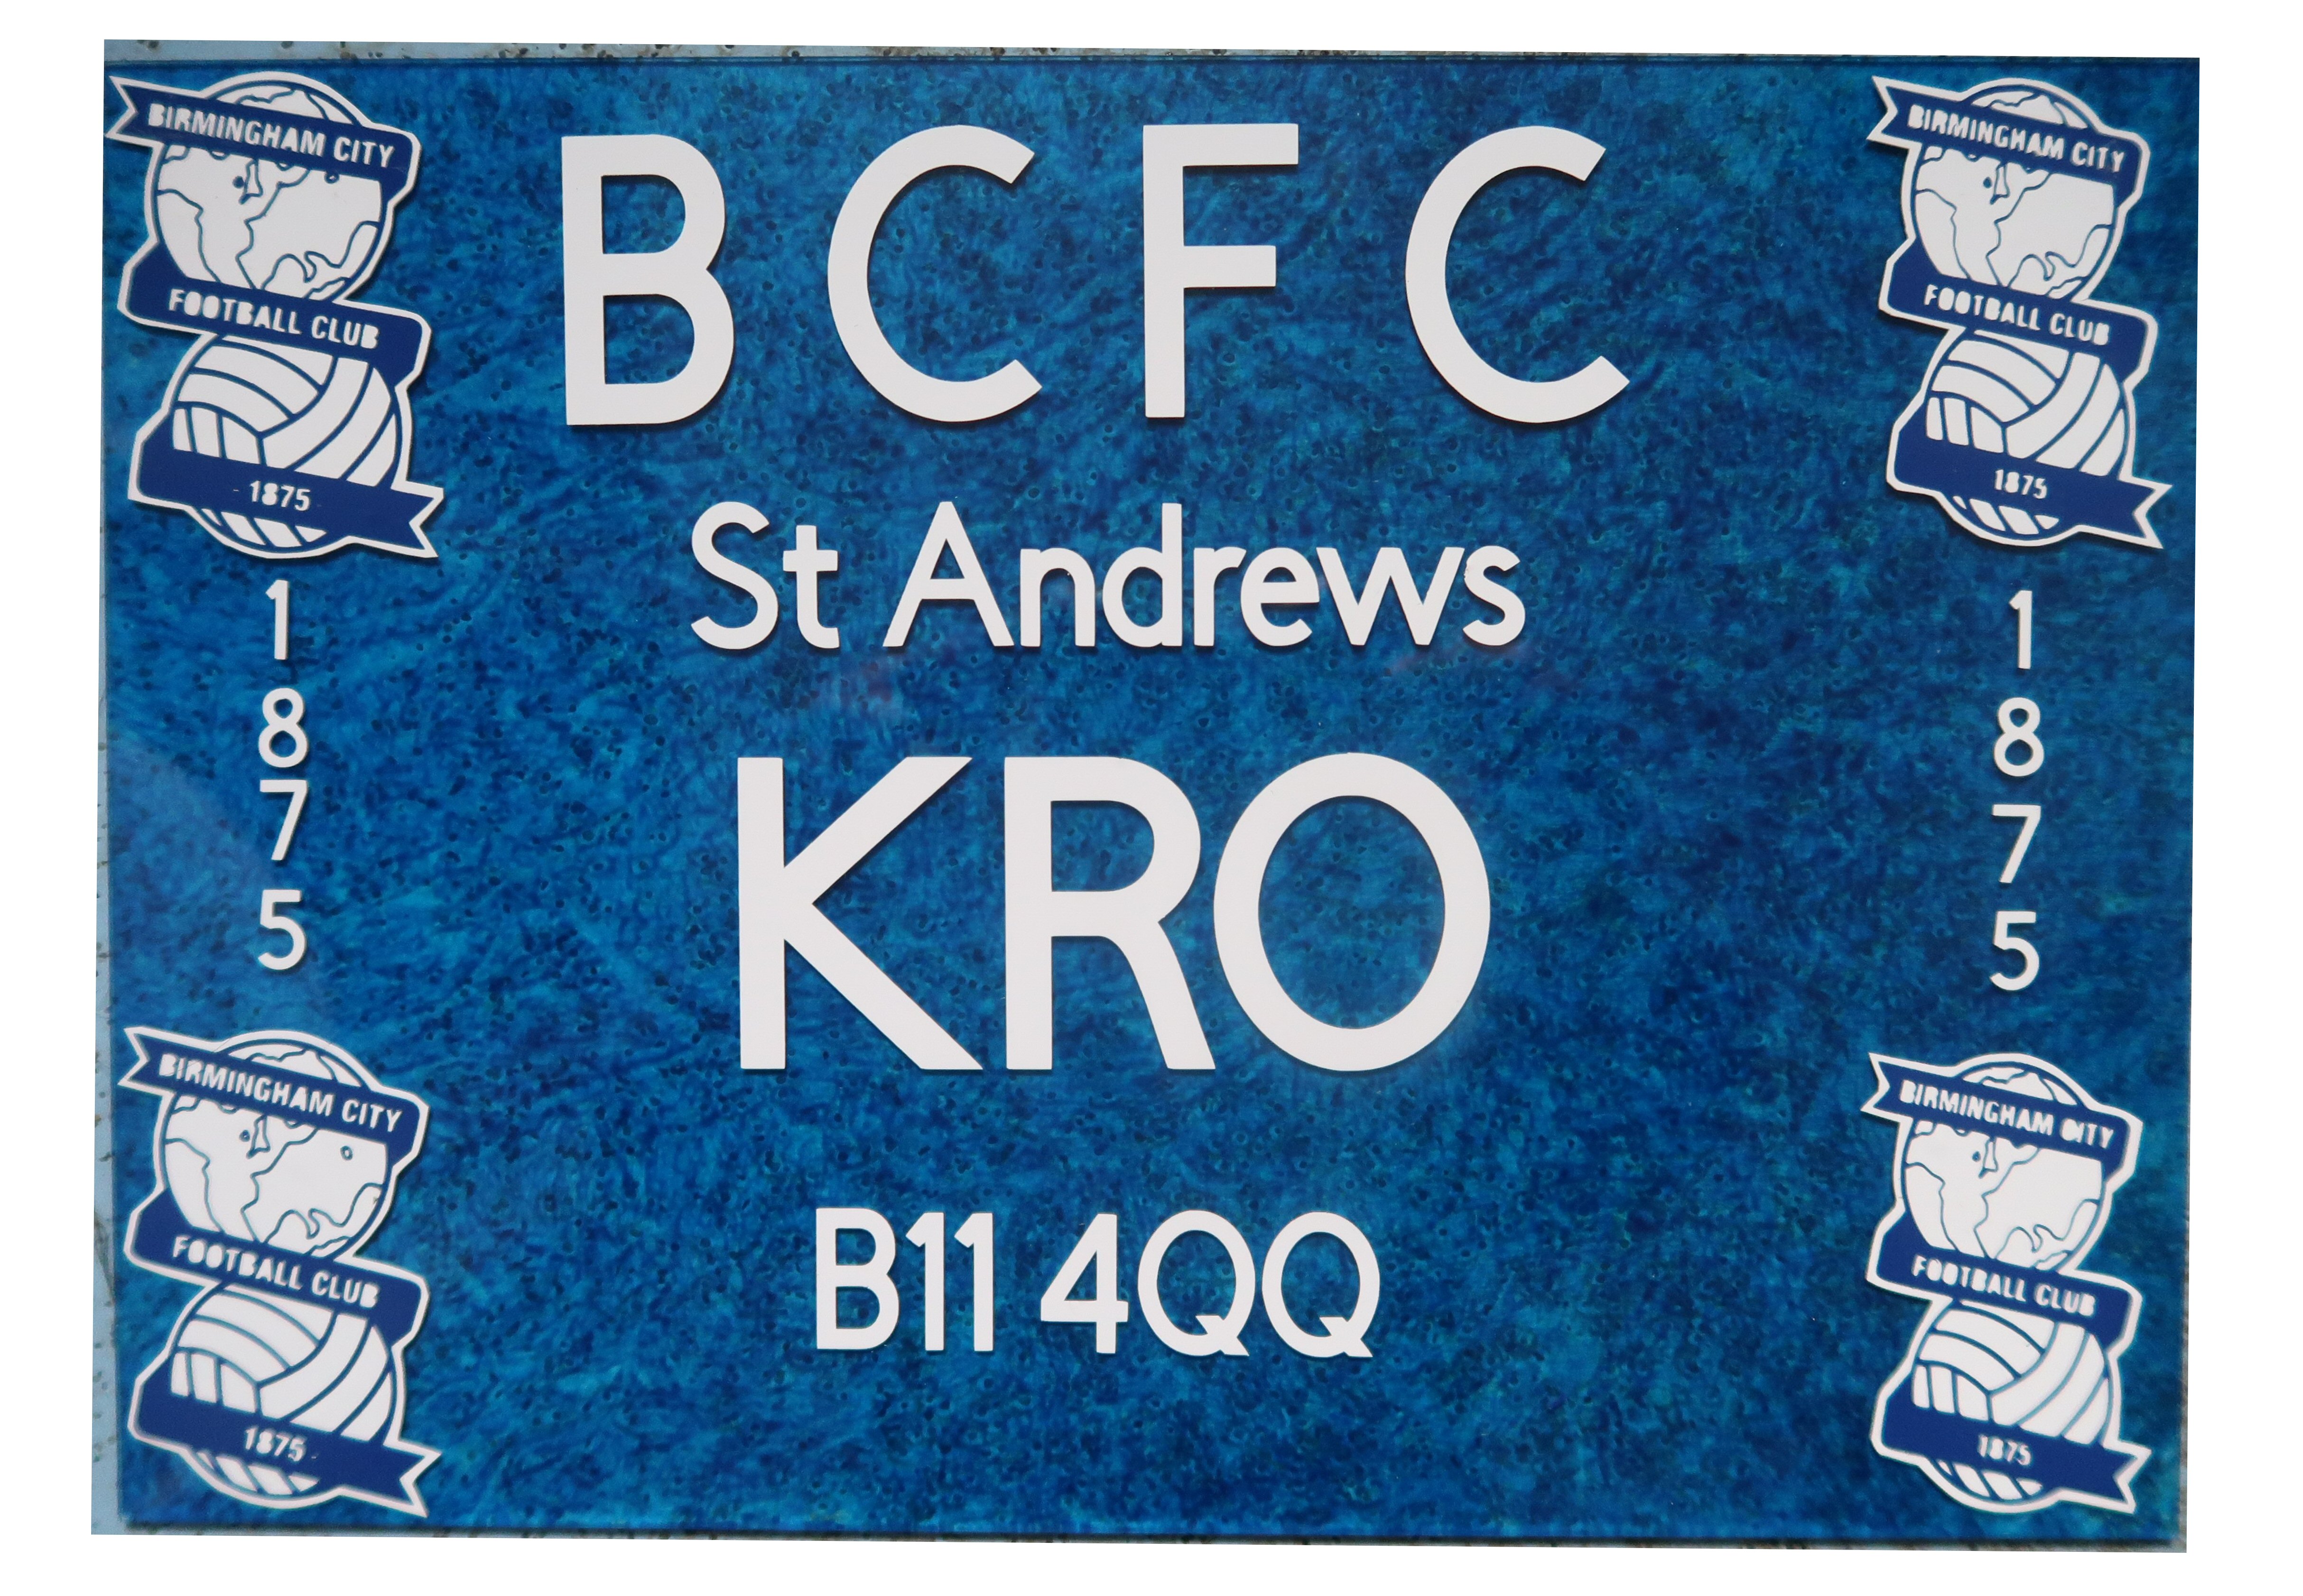 BIRMINGHAM CITY
FOOTBALL CLUB
1875
BIRMINGHAM CITY
FOOTBALL CLUB
1875
B C F C
St Andrews
KRO
B11 4QQ
1
8
7
5
1
8
7
5
BIRMINGHAM CITY
FOOTBALL CLUB
1875
BIRMINGHAM CITY
FOOTBALL CLUB
1875